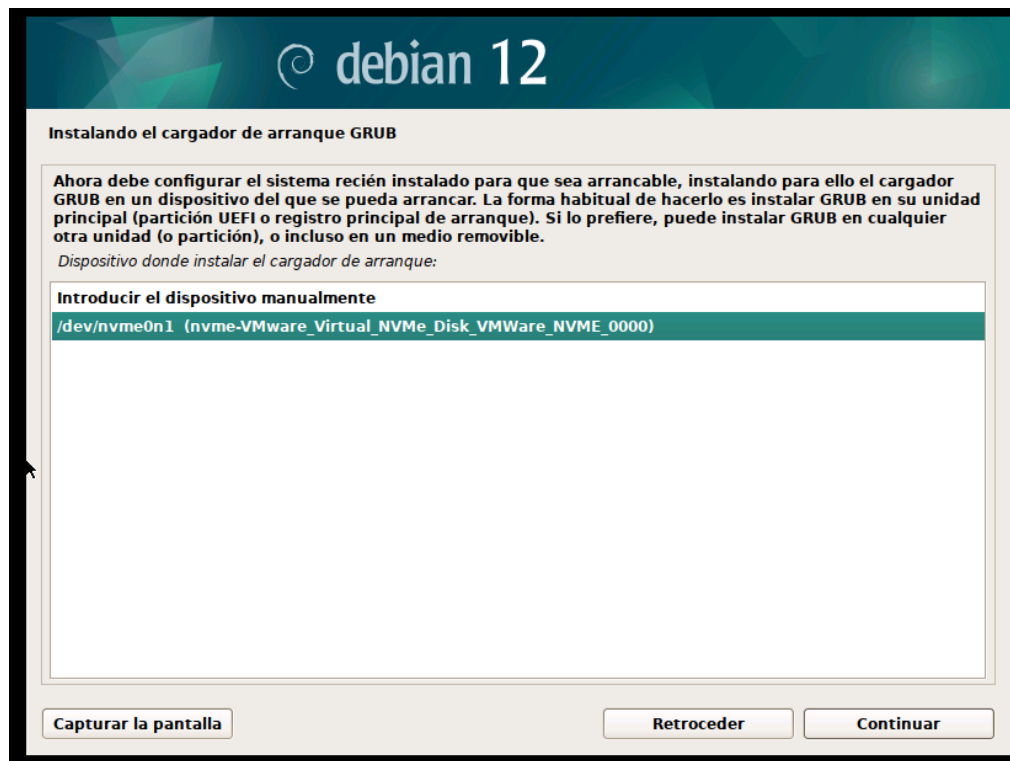 debian 12
Instalando el cargador de arranque GRUB
Ahora debe configurar el sistema recién instalado para que sea arrancable, instalando para ello el cargador
GRUB en un dispositivo del que se pueda arrancar. La forma habitual de hacerlo es instalar GRUB en su unidad
principal (partición UEFI o registro principal de arranque). Si lo prefiere, puede instalar GRUB en cualquier
otra unidad (o partición), o incluso en un medio removible.
Dispositivo donde instalar el cargador de arranque:
Introducir el dispositivo manualmente
/dev/nvme0n1 (nvme-VMware_Virtual_NVMe_Disk_VMWare_NVME_0000)
Capturar la pantalla
Retroceder
Continuar